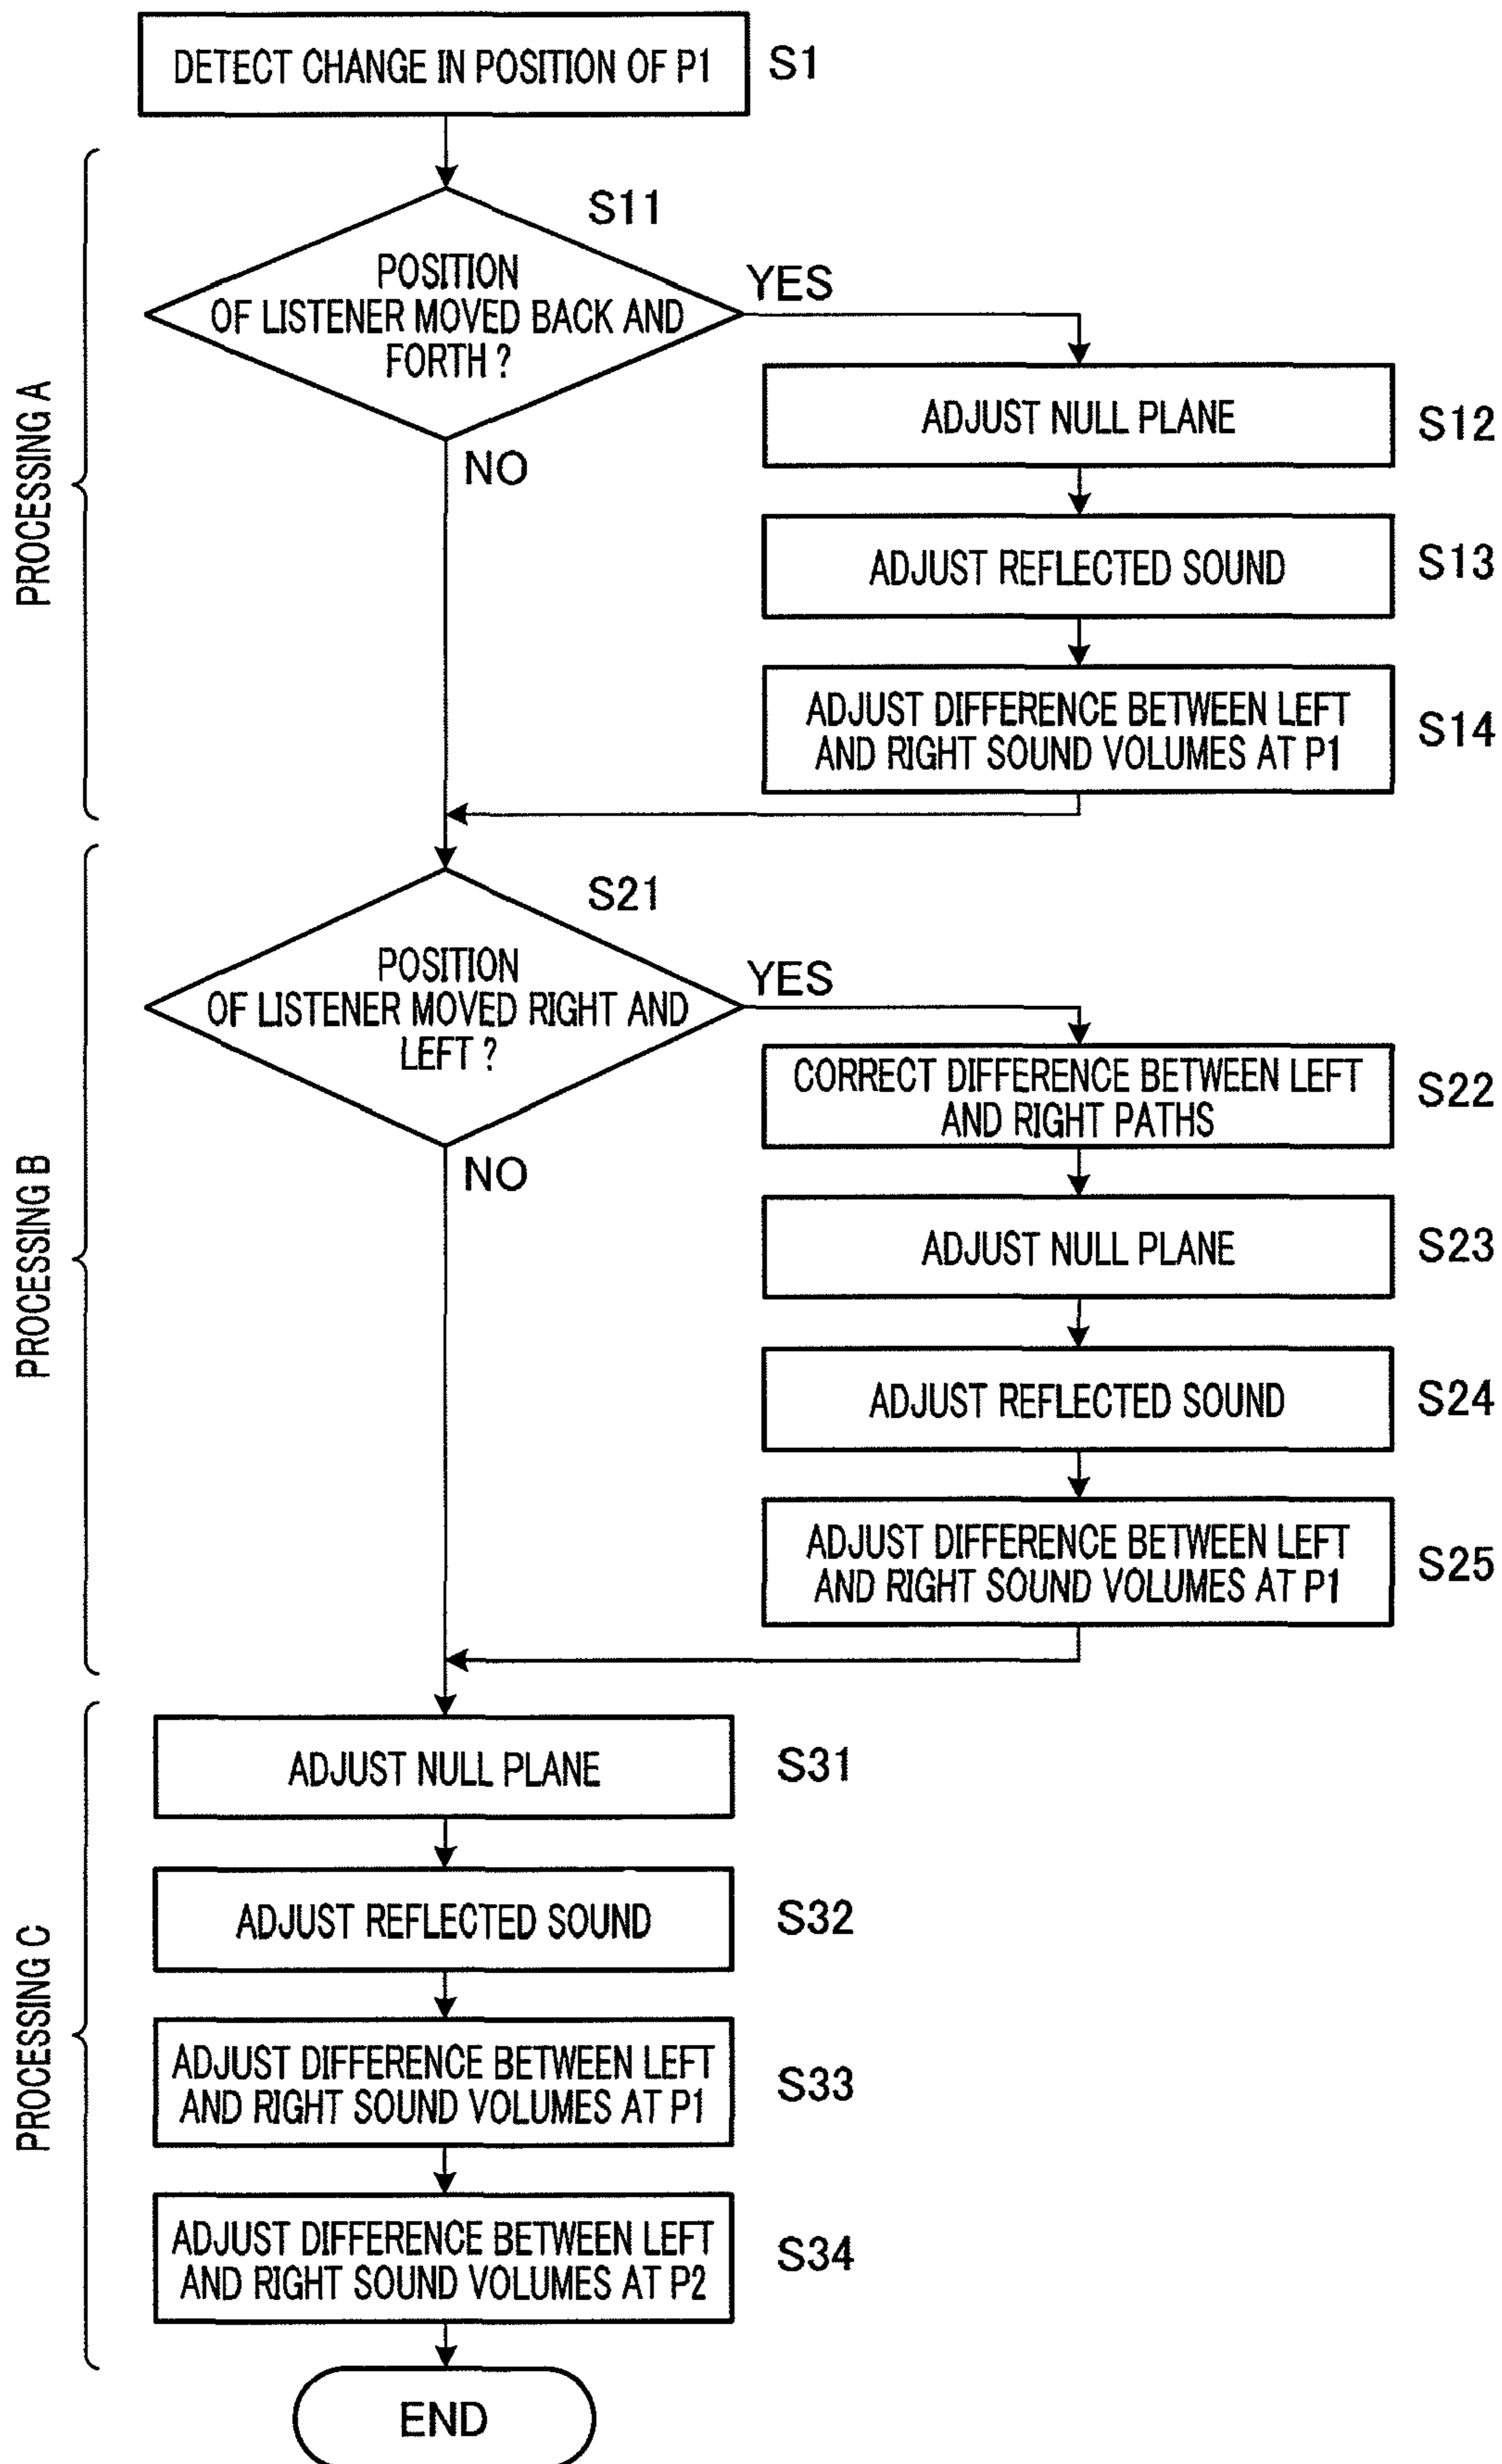 DETECT CHANGE IN POSITION OF P1
S1
PROCESSING A
S11
POSITION
OF LISTENER MOVED BACK AND
FORTH ?
YES
NO
ADJUST NULL PLANE
S12
ADJUST REFLECTED SOUND
S13
ADJUST DIFFERENCE BETWEEN LEFT
AND RIGHT SOUND VOLUMES AT P1
S14
PROCESSING B
S21
POSITION
OF LISTENER MOVED RIGHT AND
LEFT ?
YES
NO
CORRECT DIFFERENCE BETWEEN LEFT
AND RIGHT PATHS
S22
ADJUST NULL PLANE
S23
ADJUST REFLECTED SOUND
S24
ADJUST DIFFERENCE BETWEEN LEFT
AND RIGHT SOUND VOLUMES AT P1
S25
PROCESSING C
ADJUST NULL PLANE
S31
ADJUST REFLECTED SOUND
S32
ADJUST DIFFERENCE BETWEEN LEFT
AND RIGHT SOUND VOLUMES AT P1
S33
ADJUST DIFFERENCE BETWEEN LEFT
AND RIGHT SOUND VOLUMES AT P2
S34
END